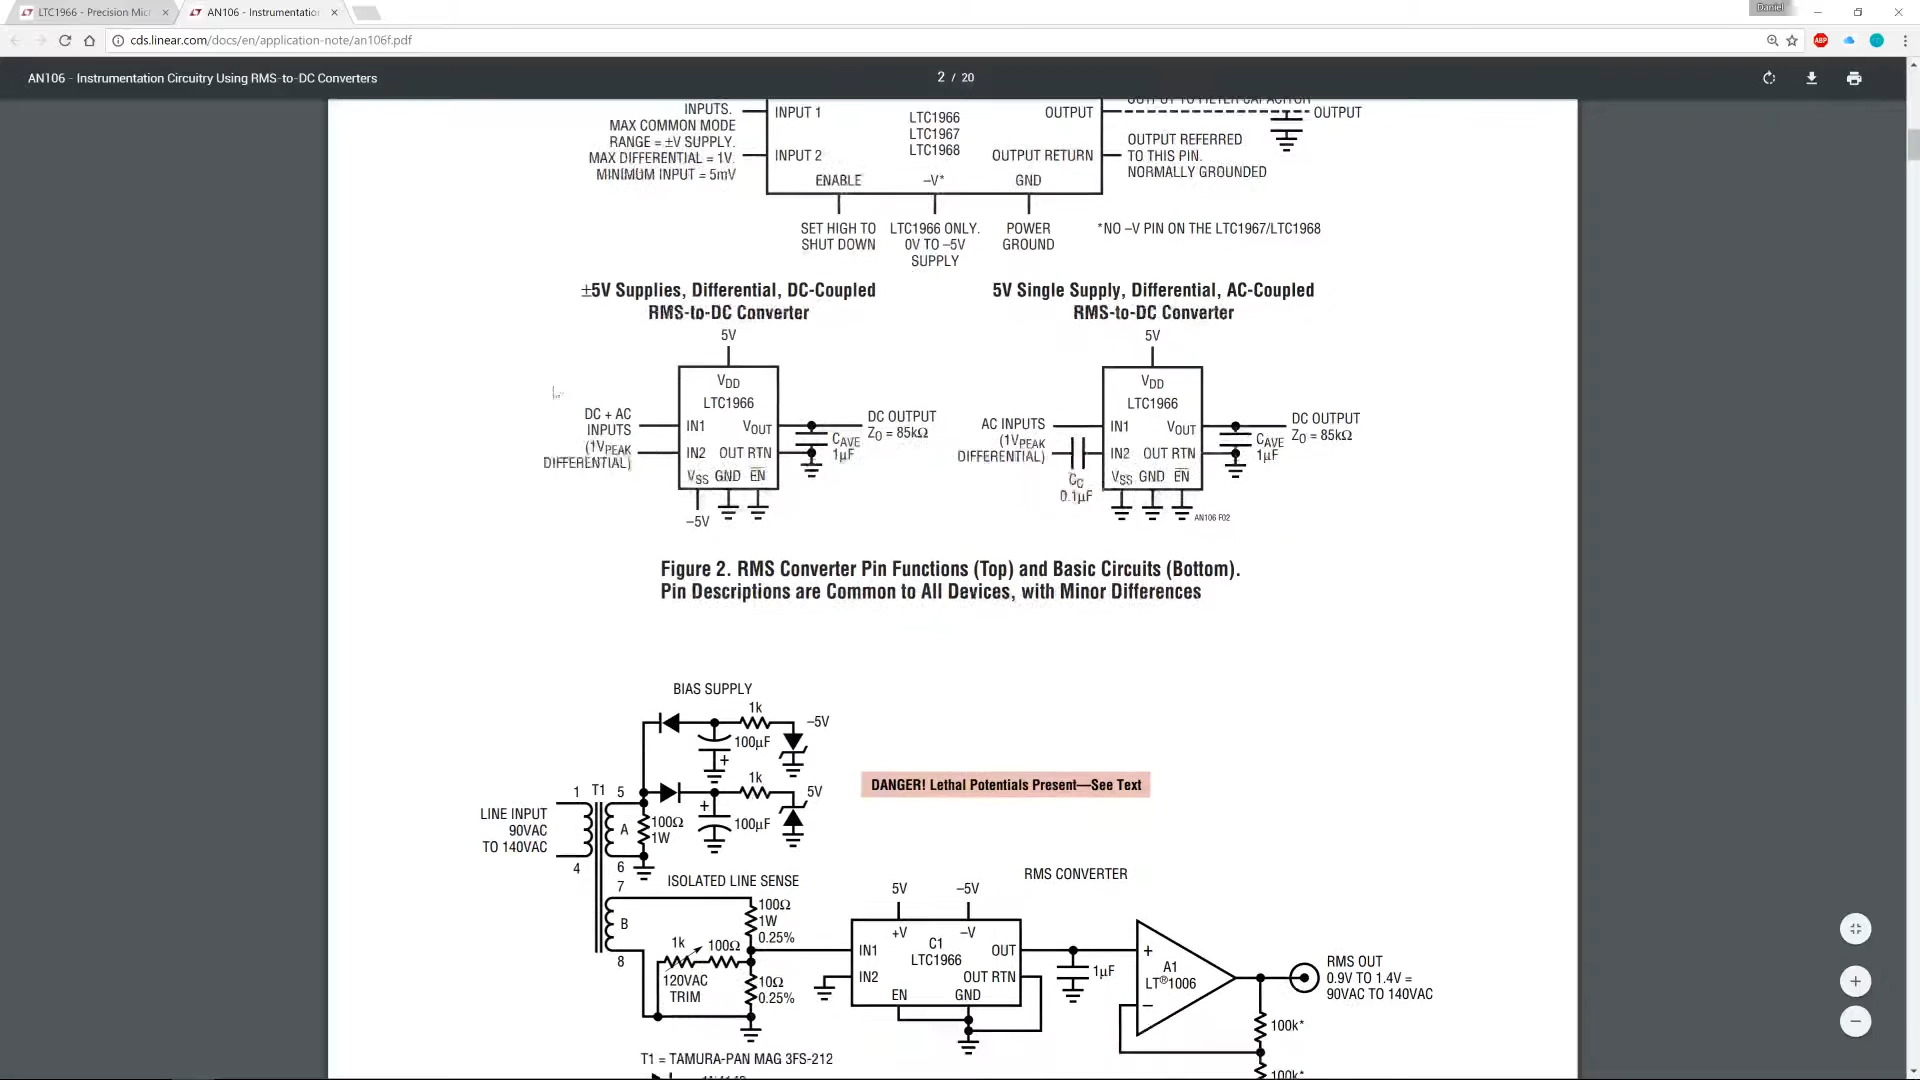 LTC1966 - Precision Mic
AN106 - Instrumentation
Daniel
cds.linear.com/docs/en/application-note/an106f.pdf
ABP
AN106 - Instrumentation Circuitry Using RMS-to-DC Converters
2 / 20
INPUTS.
MAX COMMON MODE
RANGE = ±V SUPPLY.
MAX DIFFERENTIAL = 1V.
MINIMUM INPUT = 5mV
INPUT 1
INPUT 2
LTC1966
LTC1967
LTC1968
OUTPUT
OUTPUT RETURN
ENABLE
–V*
GND
OUTPUT TO FILTER CAPACITOR
OUTPUT
OUTPUT REFERRED
TO THIS PIN.
NORMALLY GROUNDED
SET HIGH TO
SHUT DOWN
LTC1966 ONLY.
0V TO –5V
SUPPLY
POWER
GROUND
*NO –V PIN ON THE LTC1967/LTC1968
±5V Supplies, Differential, DC-Coupled
RMS-to-DC Converter
5V
VDD
LTC1966
DC + AC
INPUTS
(1VPEAK
DIFFERENTIAL)
IN1
IN2
VOUT
OUT RTN
VSS GND EN
–5V
CAVE
1µF
DC OUTPUT
ZO = 85kΩ
5V Single Supply, Differential, AC-Coupled
RMS-to-DC Converter
5V
VDD
LTC1966
AC INPUTS
(1VPEAK
DIFFERENTIAL)
CC
0.1µF
IN1
IN2
VOUT
OUT RTN
VSS GND EN
CAVE
1µF
DC OUTPUT
ZO = 85kΩ
AN106 F02
Figure 2. RMS Converter Pin Functions (Top) and Basic Circuits (Bottom).
Pin Descriptions are Common to All Devices, with Minor Differences
BIAS SUPPLY
1k
–5V
100µF
+
1k
5V
+
100µF
DANGER! Lethal Potentials Present—See Text
LINE INPUT
90VAC
TO 140VAC
1
T1
5
A
4
6
7
B
8
100Ω
1W
ISOLATED LINE SENSE
100Ω
1W
0.25%
1k
100Ω
120VAC
TRIM
10Ω
0.25%
RMS CONVERTER
5V
–5V
+V
–V
IN1
C1
LTC1966
OUT
IN2
OUT RTN
EN
GND
1µF
+
A1
LT®1006
–
RMS OUT
0.9V TO 1.4V =
90VAC TO 140VAC
100k*
100k*
T1 = TAMURA-PAN MAG 3FS-212